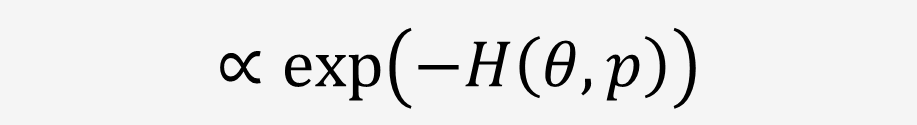 ∝ exp(−H(θ, p))